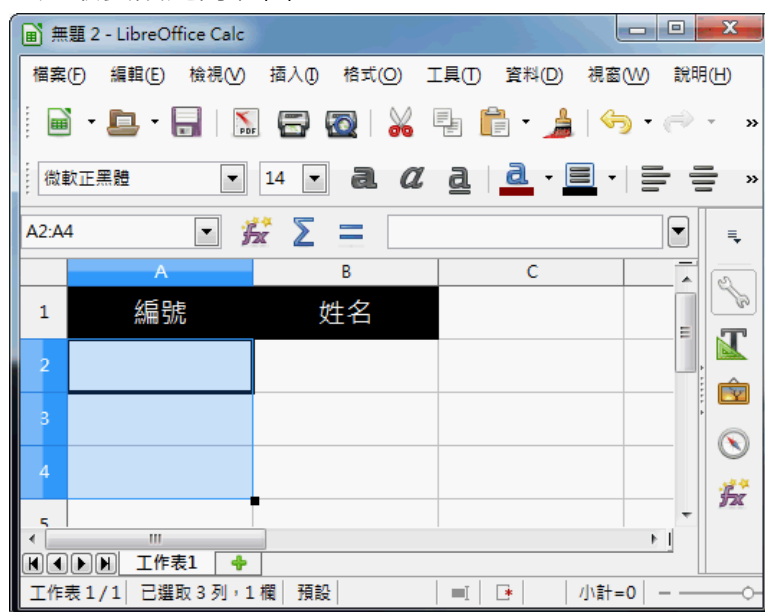 無題 2 - LibreOffice Calc
檔案(F) 編輯(E) 檢視(V) 插入(I) 格式(O) 工具(T) 資料(D) 視窗(W) 說明(H)
PDF
微軟正黑體 14 a a a a
A2:A4 fx Σ =
A B C
1 編號 姓名
2
3
4
5
工作表1
工作表 1 / 1 已選取 3 列，1 欄 預設 小計=0